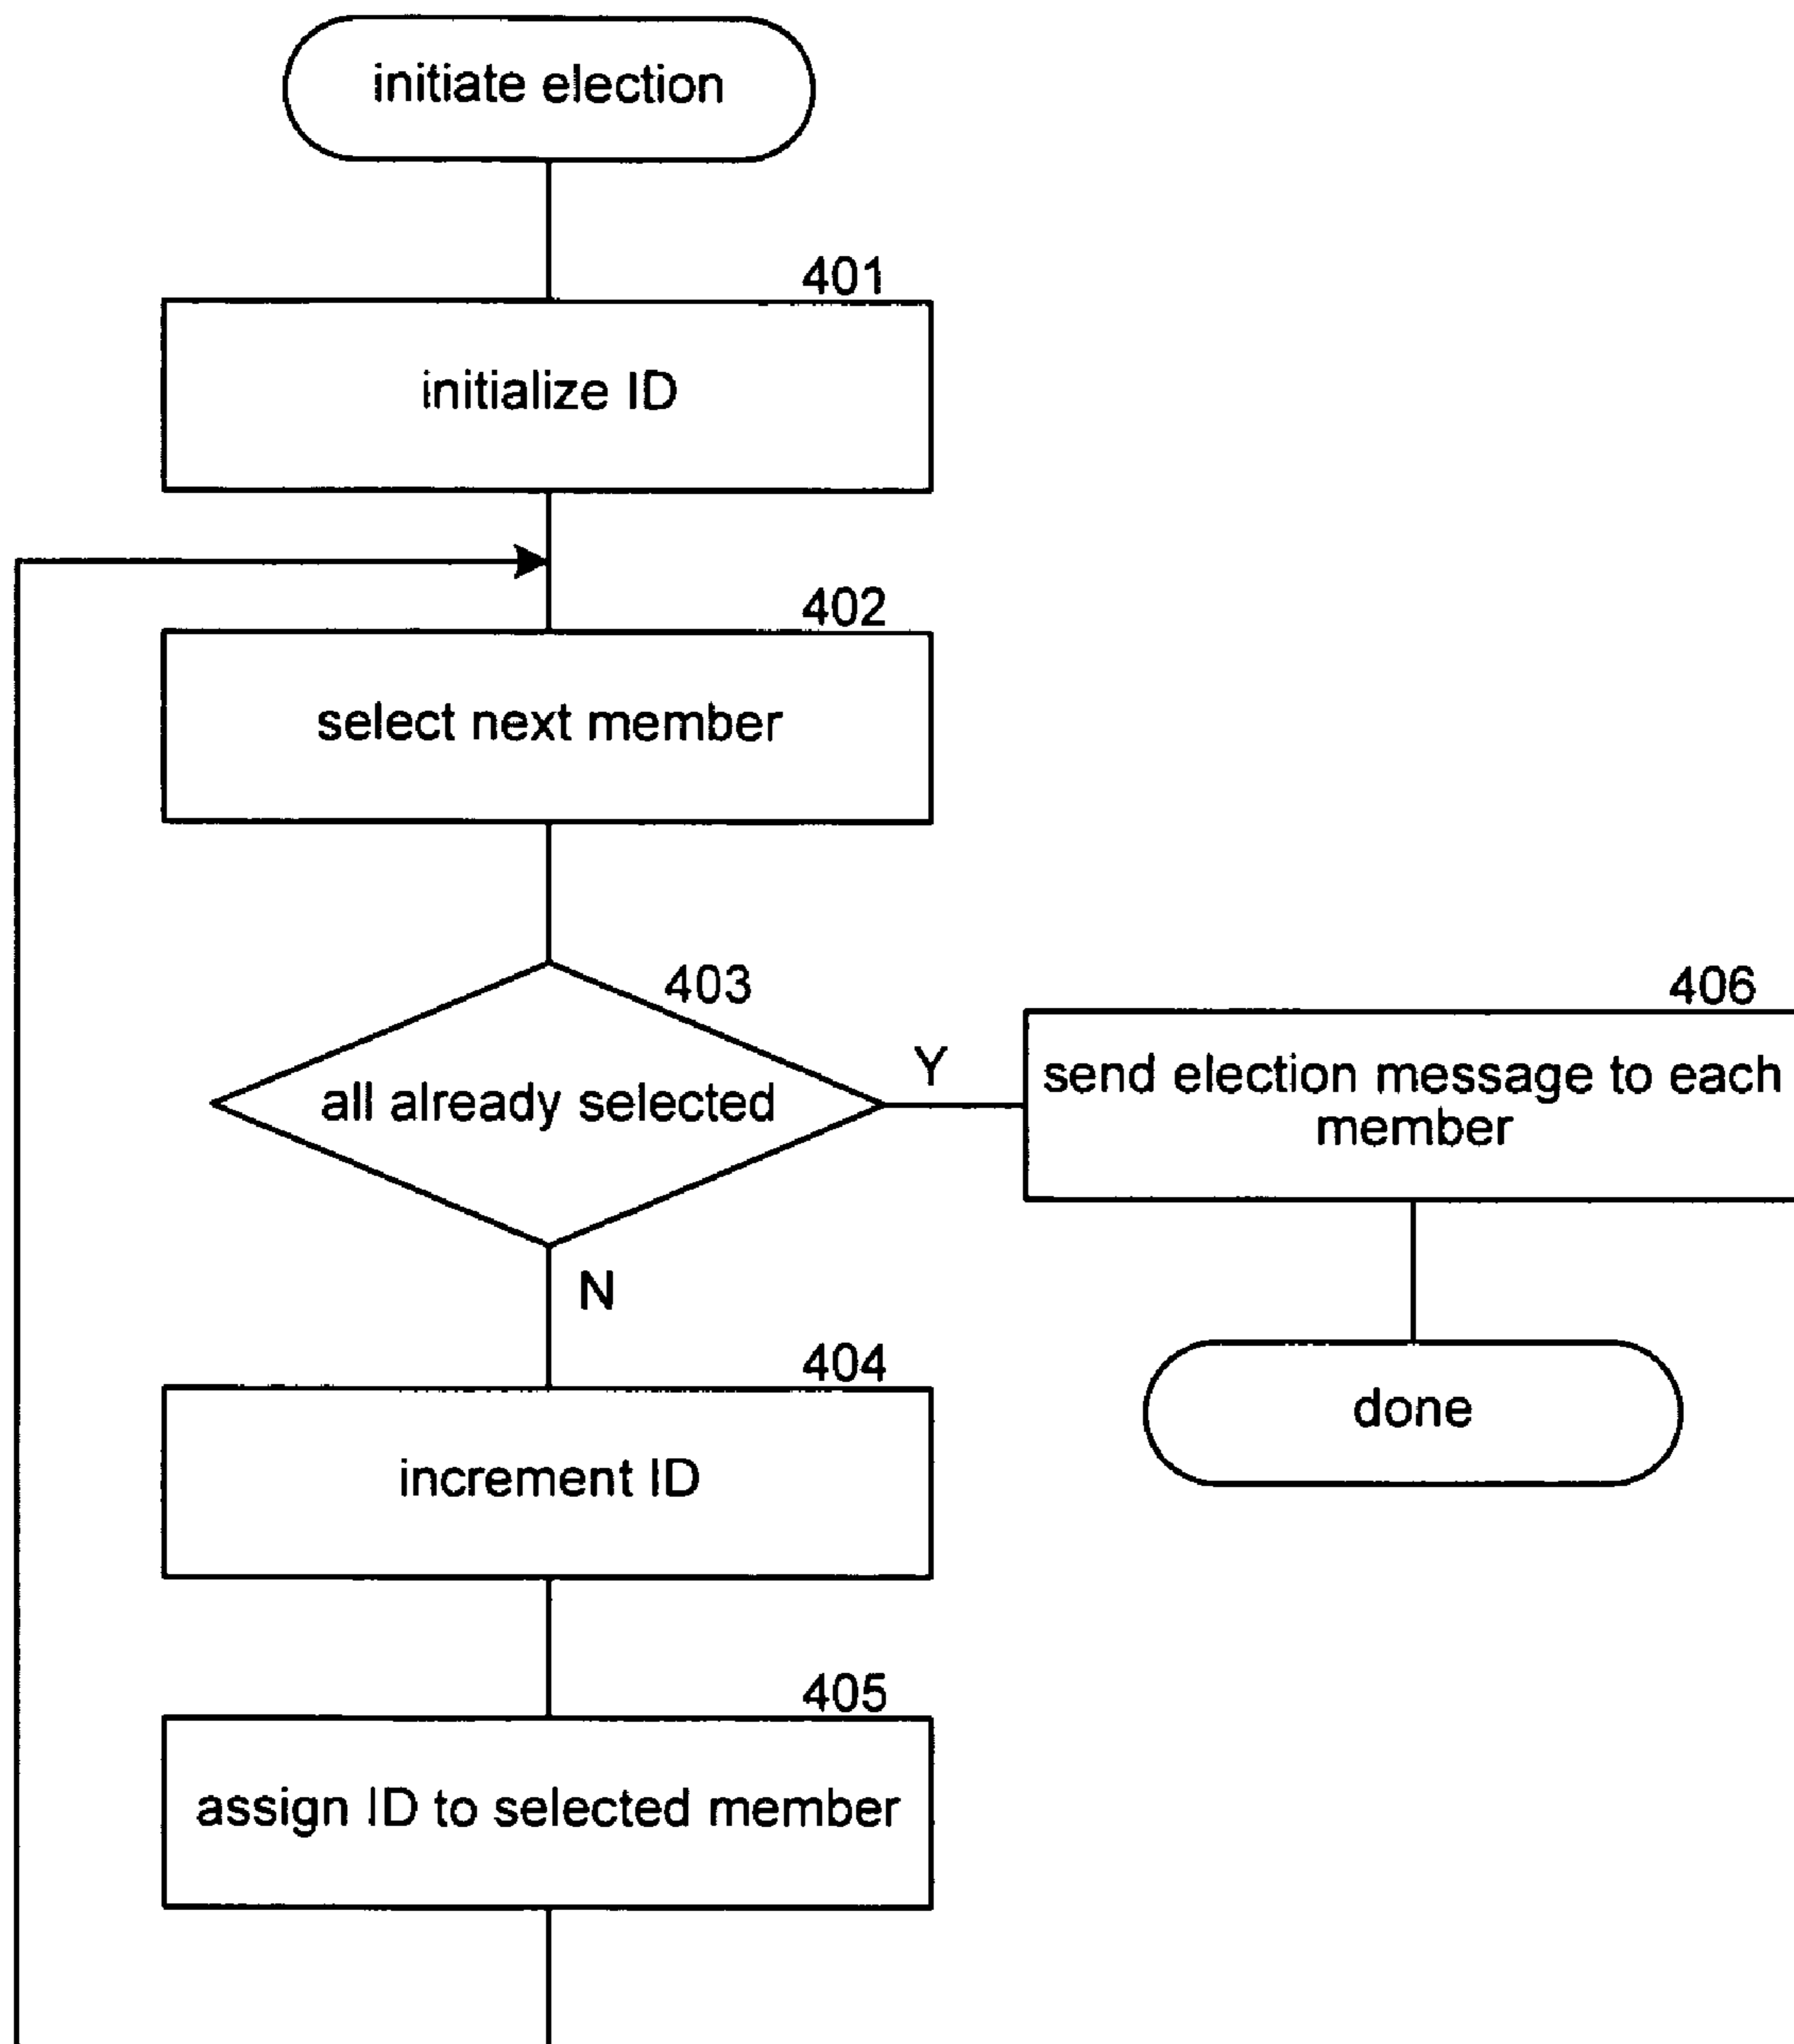 initiate election
401
initialize ID
402
select next member
403
all already selected
Y
406
send election message to each
member
N
404
increment ID
done
405
assign ID to selected member